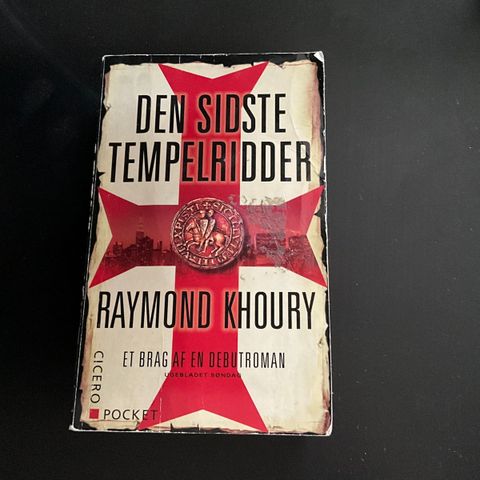 DEN SIDSTE
TEMPELRIDDER
RAYMOND KHOURY
ET BRAG AF EN DEBUTROMAN
UGEBLADET SØNDAG
CICERO
POCKET